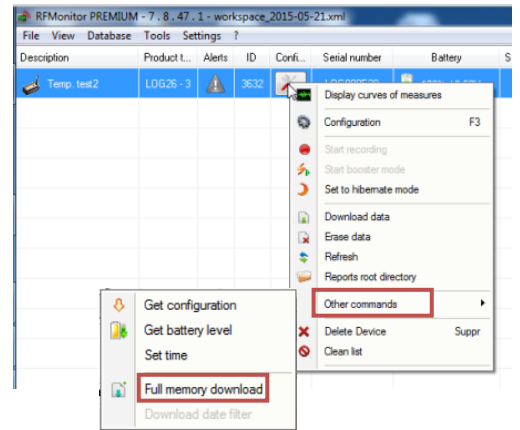 RFMonitor PREMIUM - 7 . 8 . 47 . 1 - workspace_2015-05-21.xml
File View Database Tools Settings ?
Description Product t... Alerts ID Confi... Serial number Battery S
Temp. test2 LOG26 - 3 3632
Display curves of measures
Configuration F3
Start recording
Start booster mode
Set to hibernate mode
Download data
Erase data
Refresh
Reports root directory
Other commands
Delete Device Suppr
Clean list
Get configuration
Get battery level
Set time
Full memory download
Download date filter